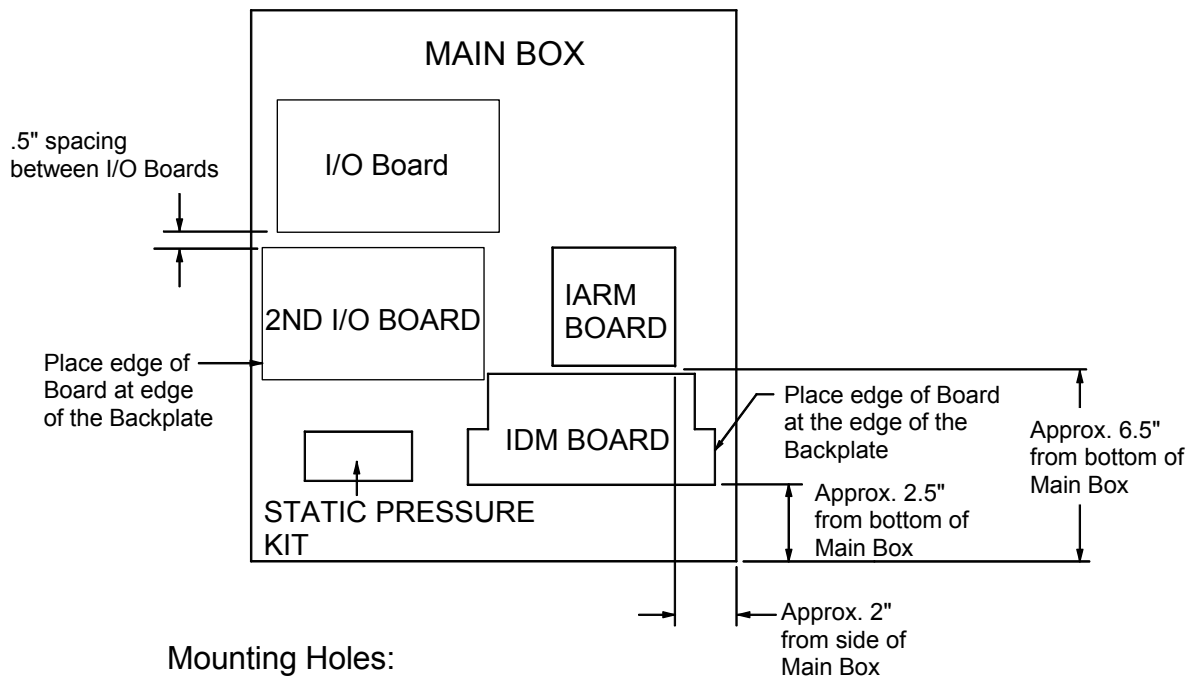 MAIN BOX
.5" spacing
between I/O Boards
I/O Board
2ND I/O BOARD
IARM
BOARD
Place edge of
Board at edge
of the Backplate
IDM BOARD
Place edge of Board
at the edge of the
Backplate
Approx. 6.5"
from bottom of
Main Box
STATIC PRESSURE
KIT
Approx. 2.5"
from bottom of
Main Box
Approx. 2"
from side of
Main Box
Mounting Holes: